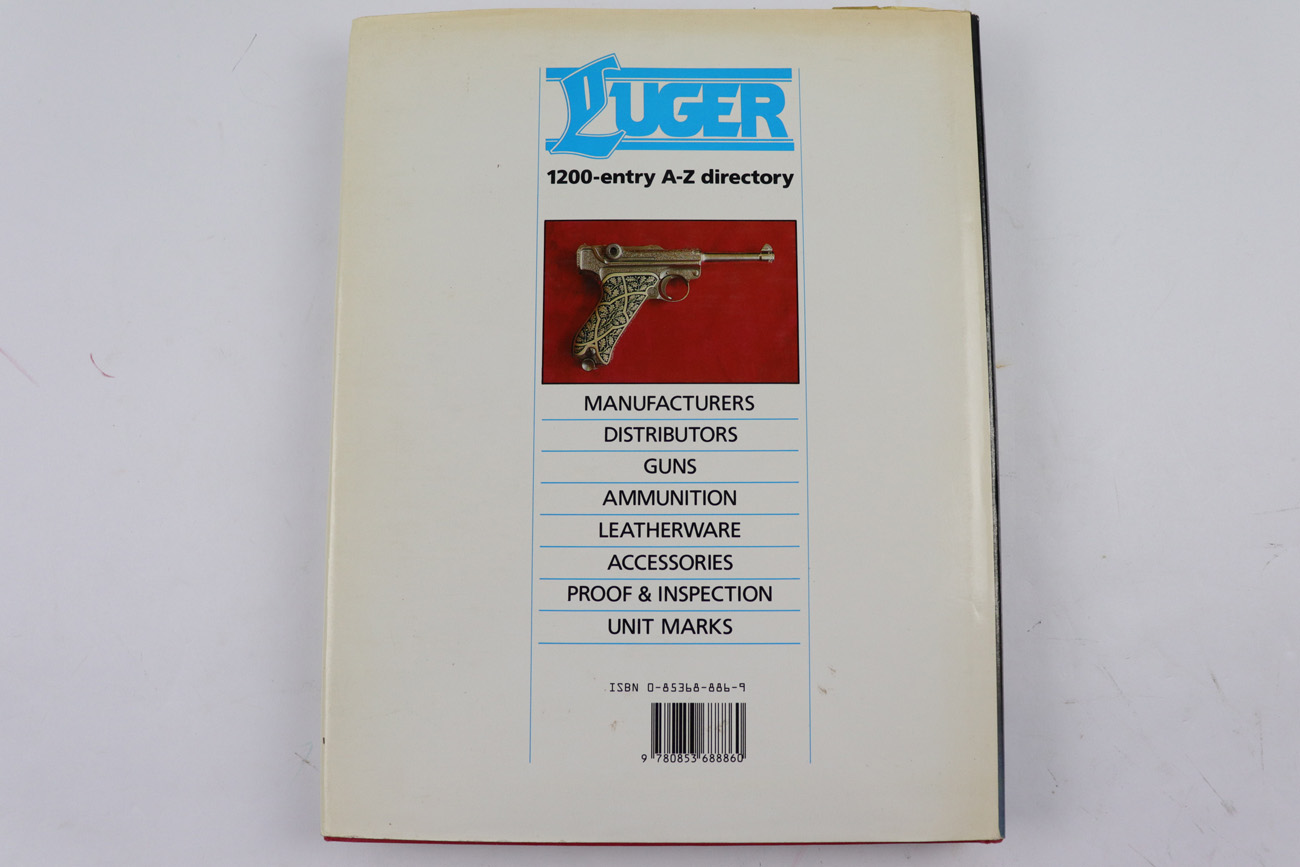 LUGER
1200-entry A-Z directory
MANUFACTURERS
DISTRIBUTORS
GUNS
AMMUNITION
LEATHERWARE
ACCESSORIES
PROOF & INSPECTION
UNIT MARKS
ISBN 0-85368-886-9
9 780853 688860